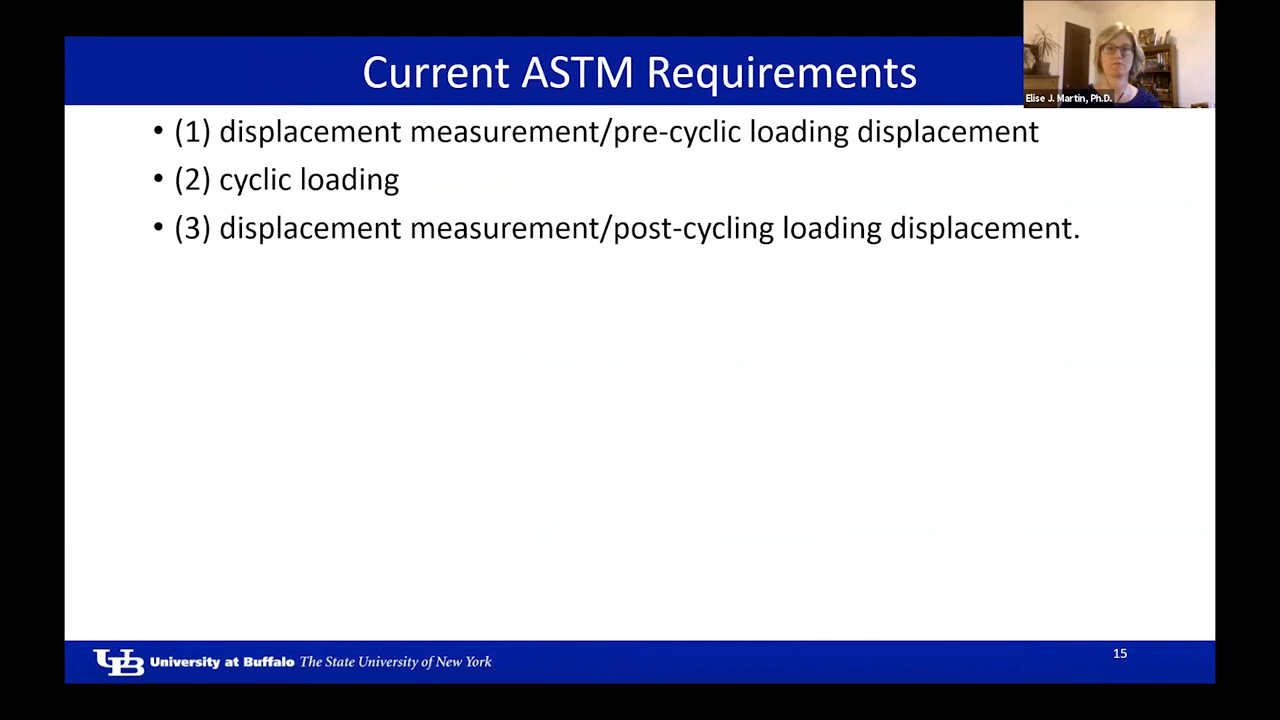 Current ASTM Requirements
Elise J. Martin, Ph.D.
• (1) displacement measurement/pre-cyclic loading displacement
• (2) cyclic loading
• (3) displacement measurement/post-cycling loading displacement.
UB University at Buffalo The State University of New York
15